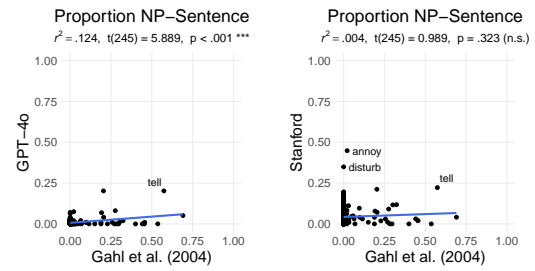 Proportion NP−Sentence
r² = .124, t(245) = 5.889, p < .001 ***
1.00
0.75
0.50
0.25
0.00
GPT−4o
tell
0.00 0.25 0.50 0.75 1.00
Gahl et al. (2004)
Proportion NP−Sentence
r² = .004, t(245) = 0.989, p = .323 (n.s.)
1.00
0.75
0.50
0.25
0.00
Stanford
annoy
disturb
tell
0.00 0.25 0.50 0.75 1.00
Gahl et al. (2004)